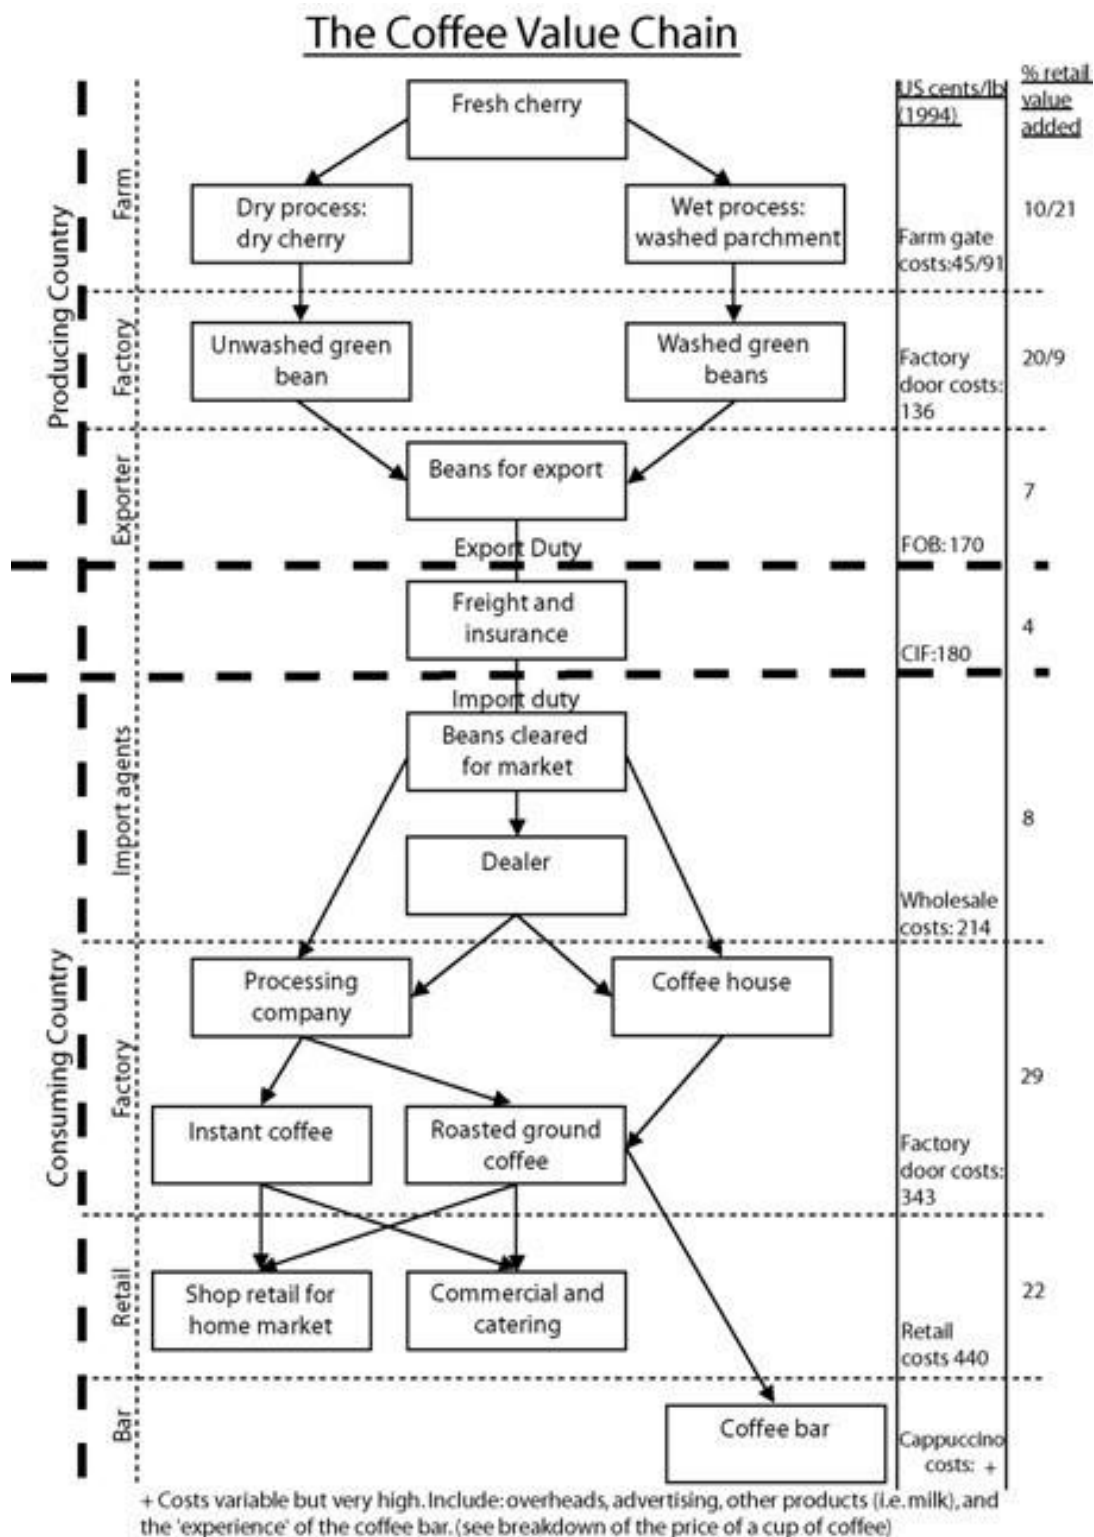 The Coffee Value Chain
US cents/lb
(1994)
% retail
value
added
Producing Country
Farm
Fresh cherry
Dry process:
dry cherry
Wet process:
washed parchment
Farm gate
costs:45/91
10/21
Factory
Unwashed green
bean
Washed green
beans
Factory
door costs:
136
20/9
Exporter
Beans for export
7
Export Duty
FOB: 170
Freight and
insurance
4
CIF:180
Import duty
Consuming Country
Import agents
Beans cleared
for market
Dealer
8
Wholesale
costs: 214
Factory
Processing
company
Coffee house
Instant coffee
Roasted ground
coffee
29
Factory
door costs:
343
Retail
Shop retail for
home market
Commercial and
catering
22
Retail
costs 440
Bar
Coffee bar
Cappuccino
costs: +
+ Costs variable but very high. Include: overheads, advertising, other products (i.e. milk), and
the 'experience' of the coffee bar. (see breakdown of the price of a cup of coffee)